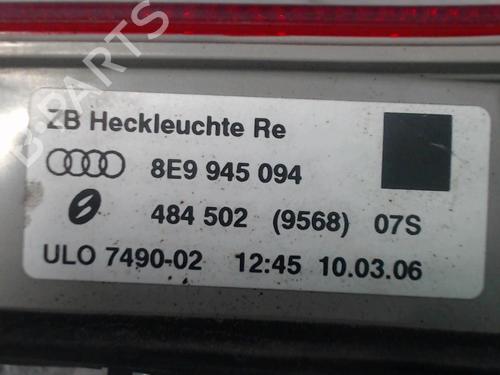 ZB Heckleuchte Re
8E9 945 094
484 502 (9568) 07S
ULO 7490-02 12:45 10.03.06
B-Parts